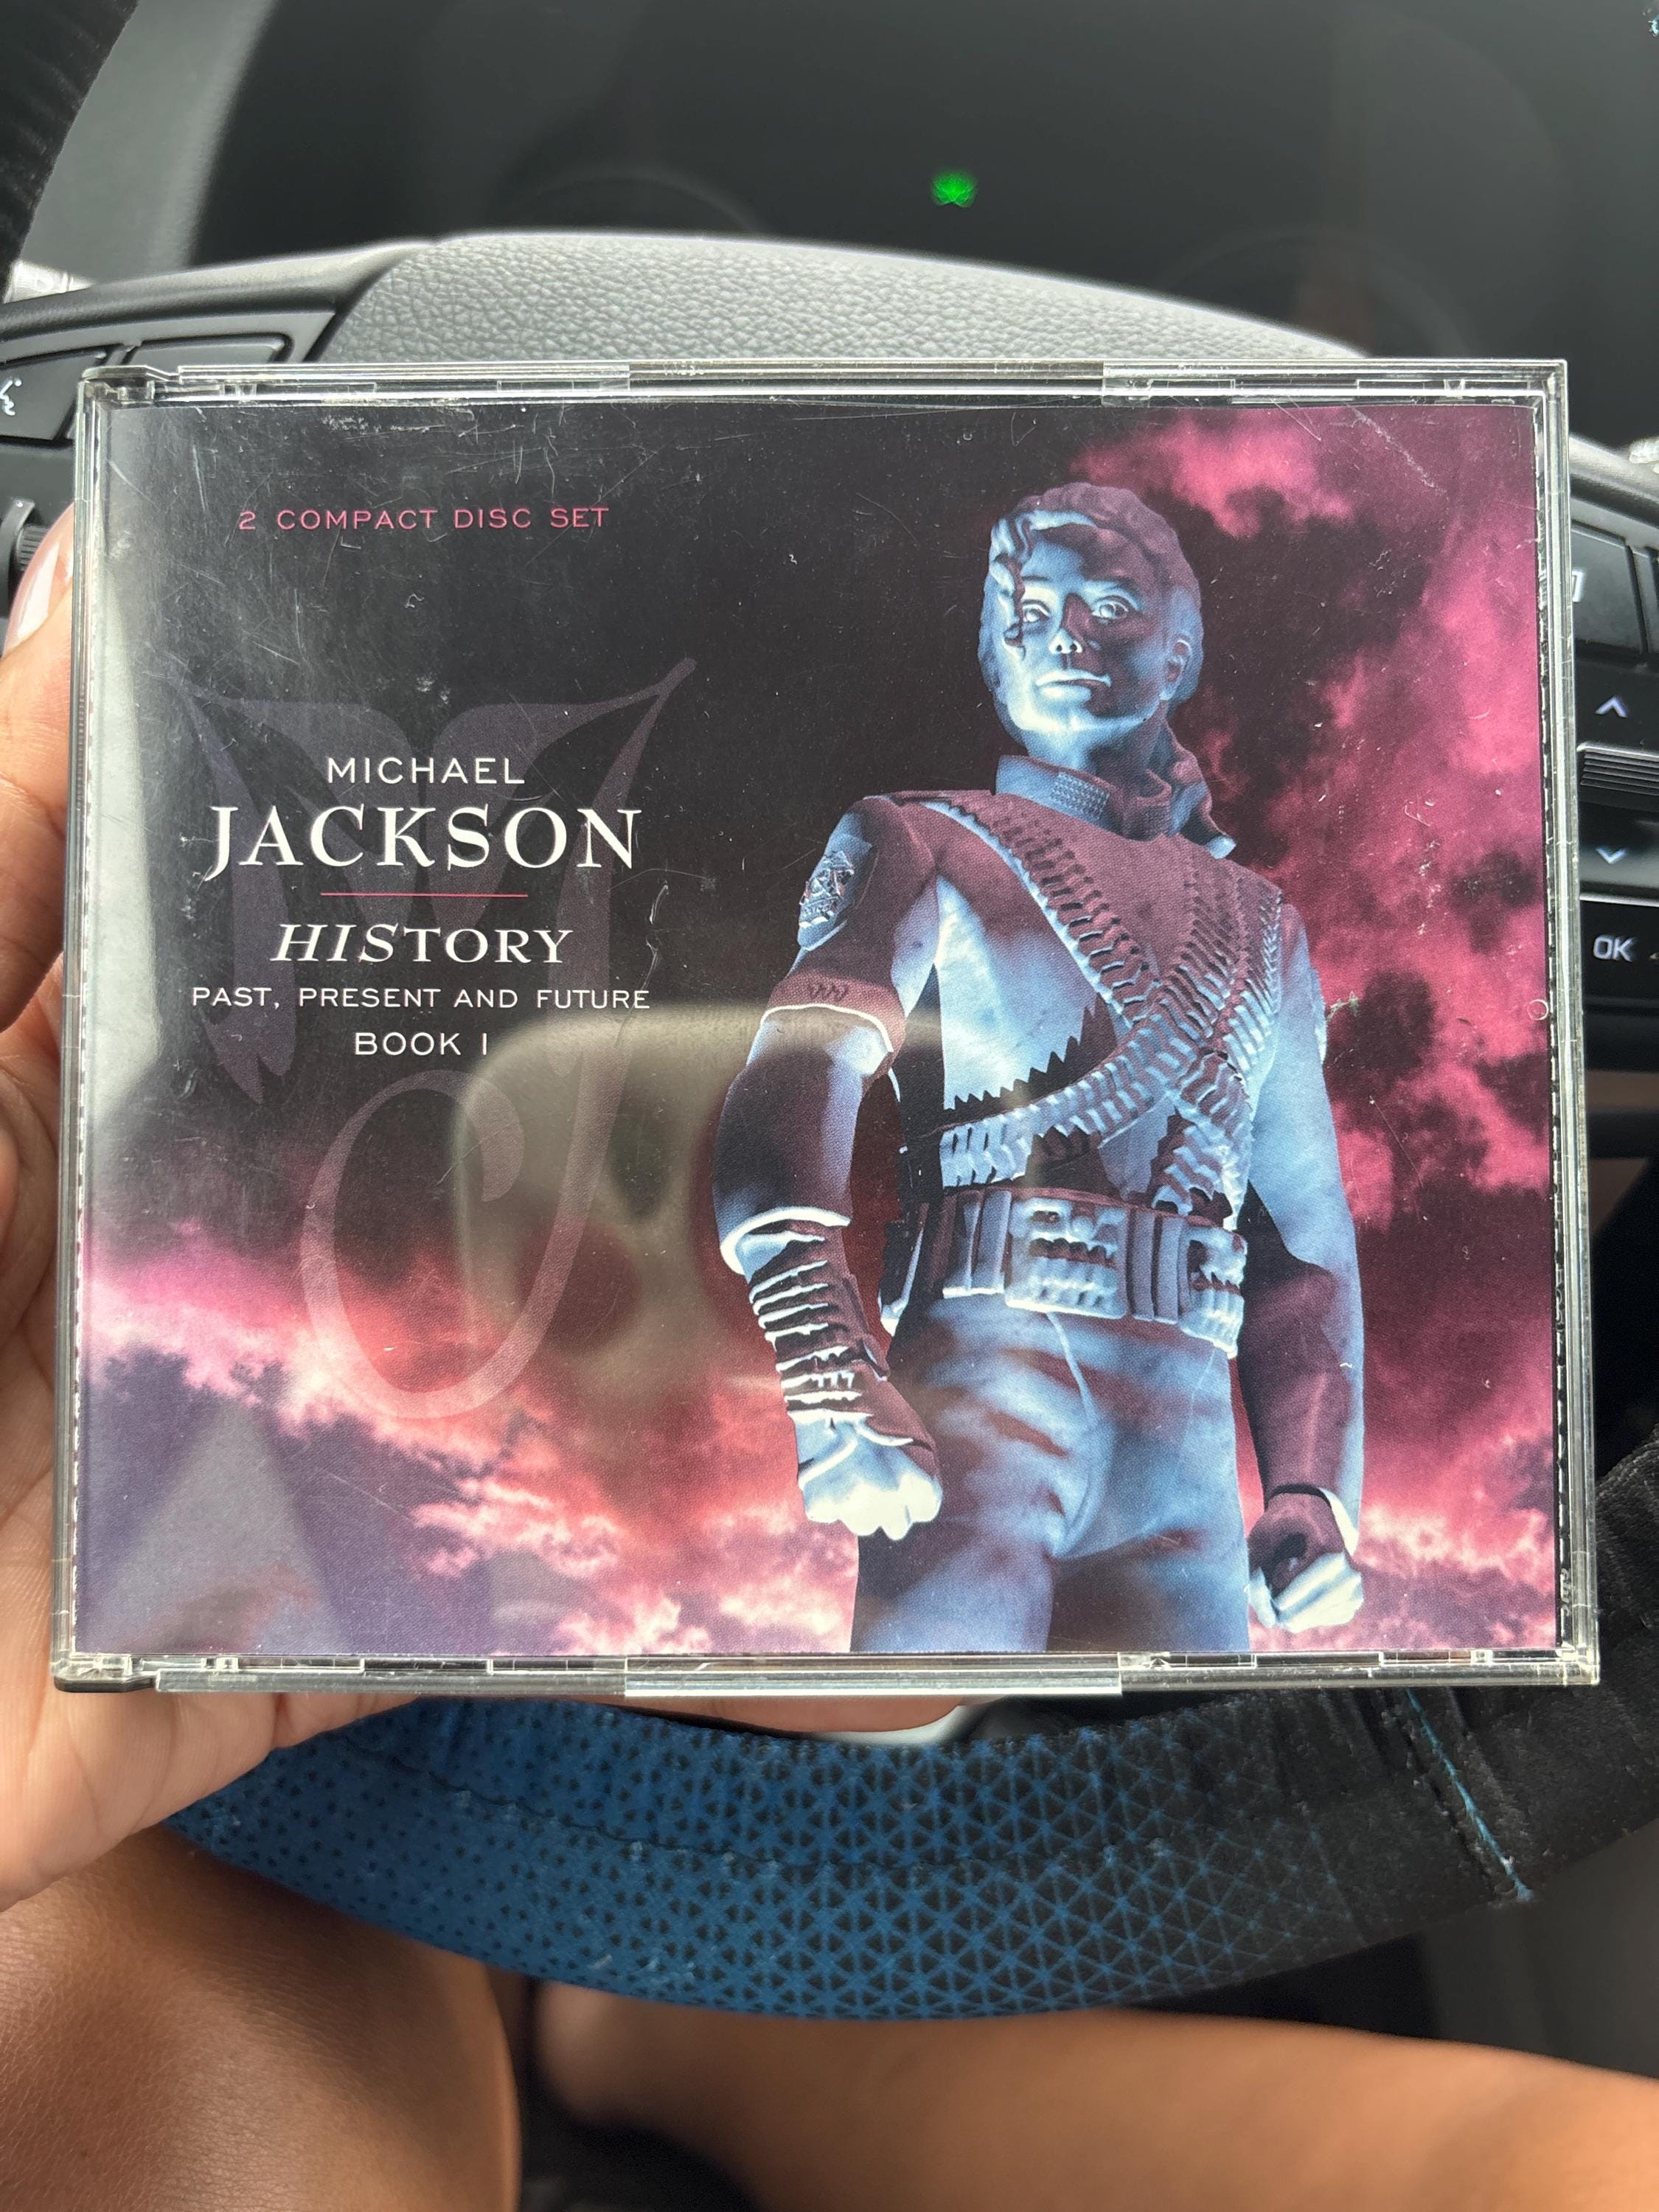 2 COMPACT DISC SET
MICHAEL
JACKSON
HISTORY
PAST, PRESENT AND FUTURE
BOOK I
OK